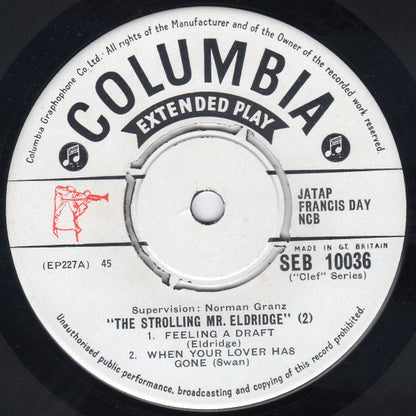 Columbia Graphophone Co. Ltd. · All rights of the Manufacturer and of the Owner of the recorded work reserved.
COLUMBIA
EXTENDED PLAY
JATAP
FRANCIS DAY
NCB
MADE IN GT. BRITAIN
(EP227A) 45
SEB 10036
("Clef" Series)
Supervision: Norman Granz
"THE STROLLING MR. ELDRIDGE" (2)
1. FEELING A DRAFT
(Eldridge)
2. WHEN YOUR LOVER HAS
GONE (Swan)
Unauthorised public performance, broadcasting and copying of this record prohibited.